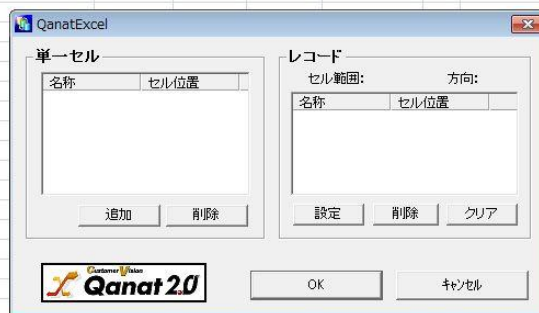 QanatExcel
単一セル
名称 セル位置
追加 削除
レコード
セル範囲: 方向:
名称 セル位置
設定 削除 クリア
Customer Vision
Qanat 2.0
OK キャンセル